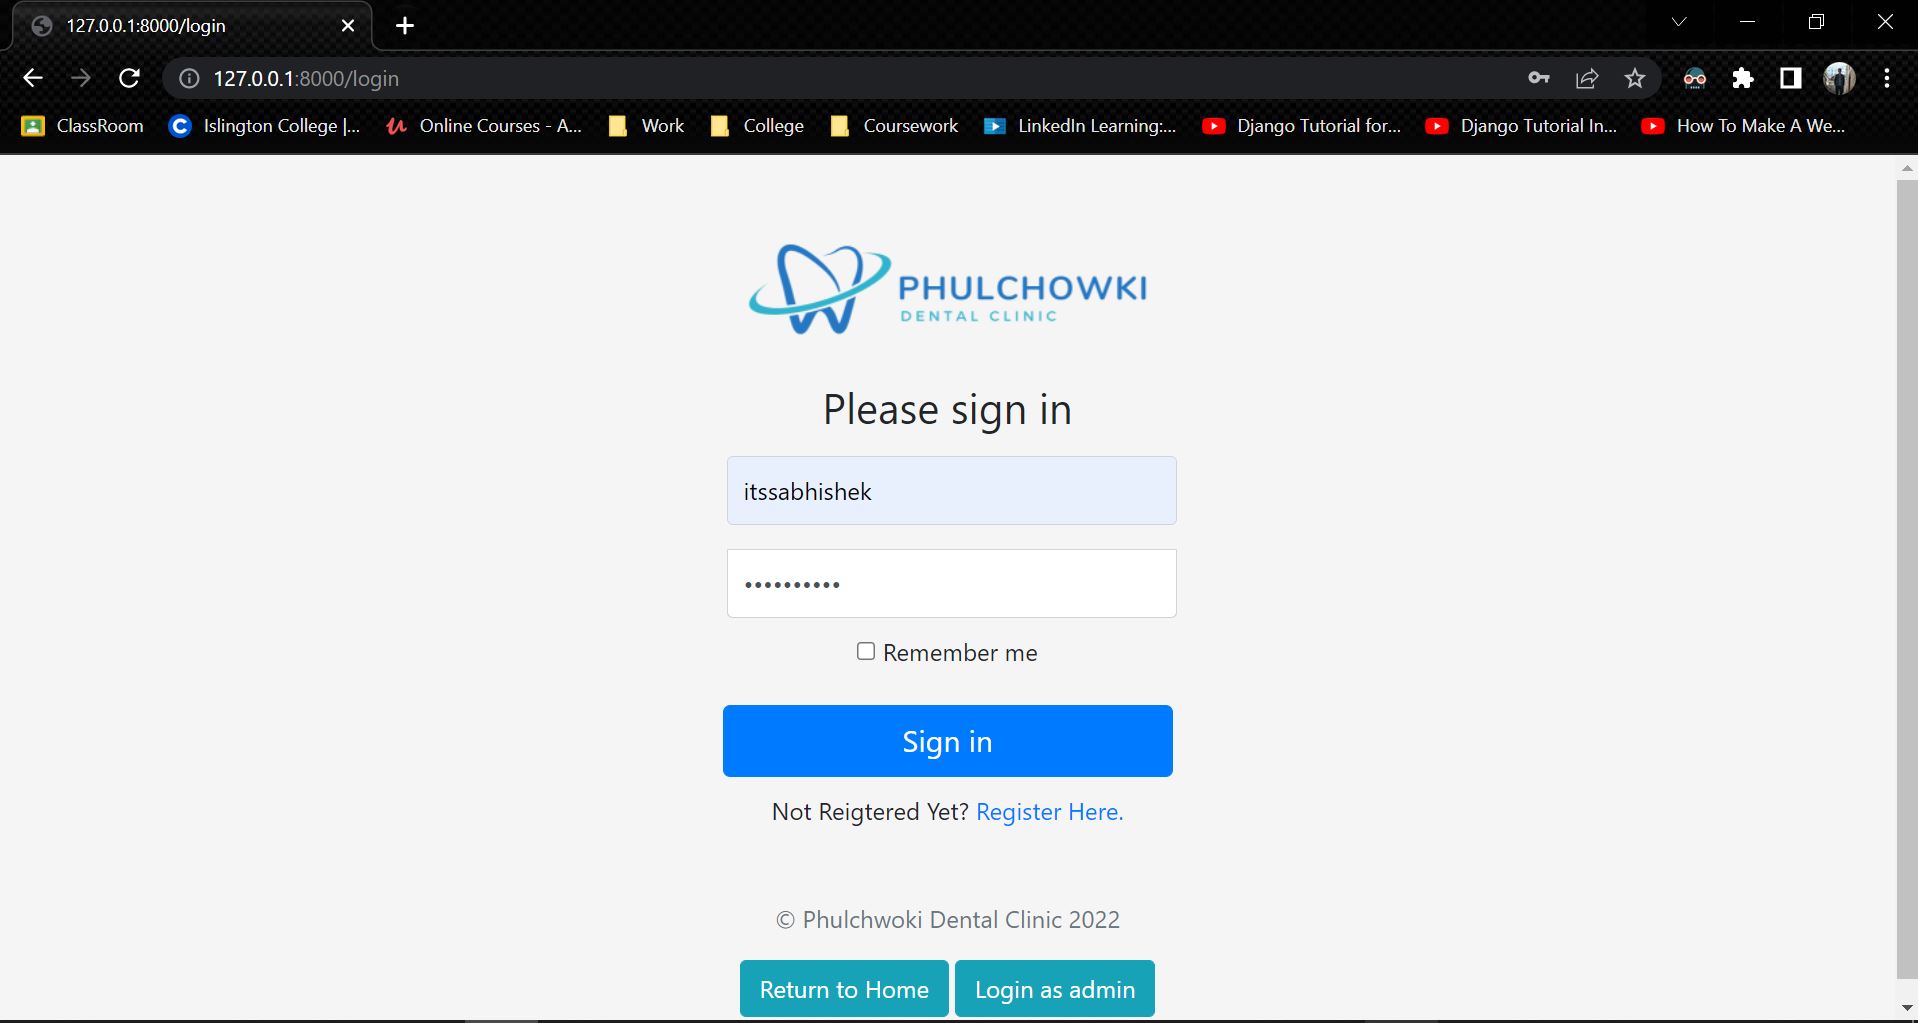 127.0.0.1:8000/login
127.0.0.1:8000/login
ClassRoom Islington College |... Online Courses - A... Work College Coursework LinkedIn Learning:... Django Tutorial for... Django Tutorial In... How To Make A We...
PHULCHOWKI
DENTAL CLINIC
Please sign in
itssabhishek
••••••••••
Remember me
Sign in
Not Reigtered Yet? Register Here.
© Phulchwoki Dental Clinic 2022
Return to Home Login as admin